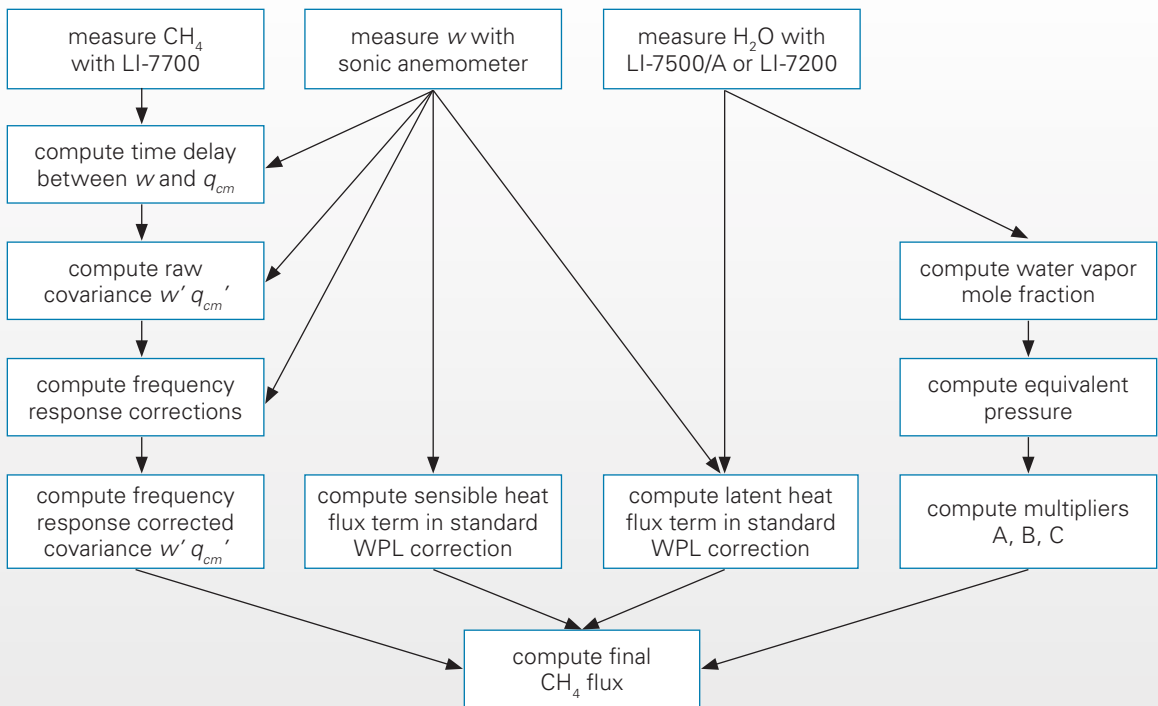 measure CH₄
with LI-7700
measure w with
sonic anemometer
measure H₂O with
LI-7500/A or LI-7200
compute time delay
between w and q_cm
compute raw
covariance w′ q_cm′
compute water vapor
mole fraction
compute frequency
response corrections
compute equivalent
pressure
compute frequency
response corrected
covariance w′ q_cm′
compute sensible heat
flux term in standard
WPL correction
compute latent heat
flux term in standard
WPL correction
compute multipliers
A, B, C
compute final
CH₄ flux